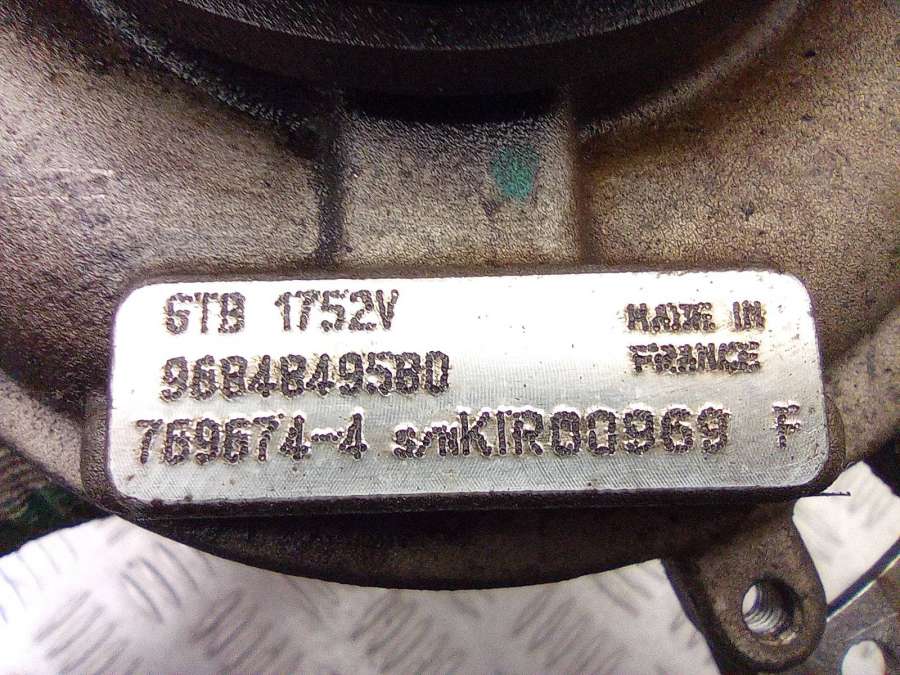 GTB 1752V
MADE IN
9684849580
FRANCE
769674-4 S/NKIR00969 F